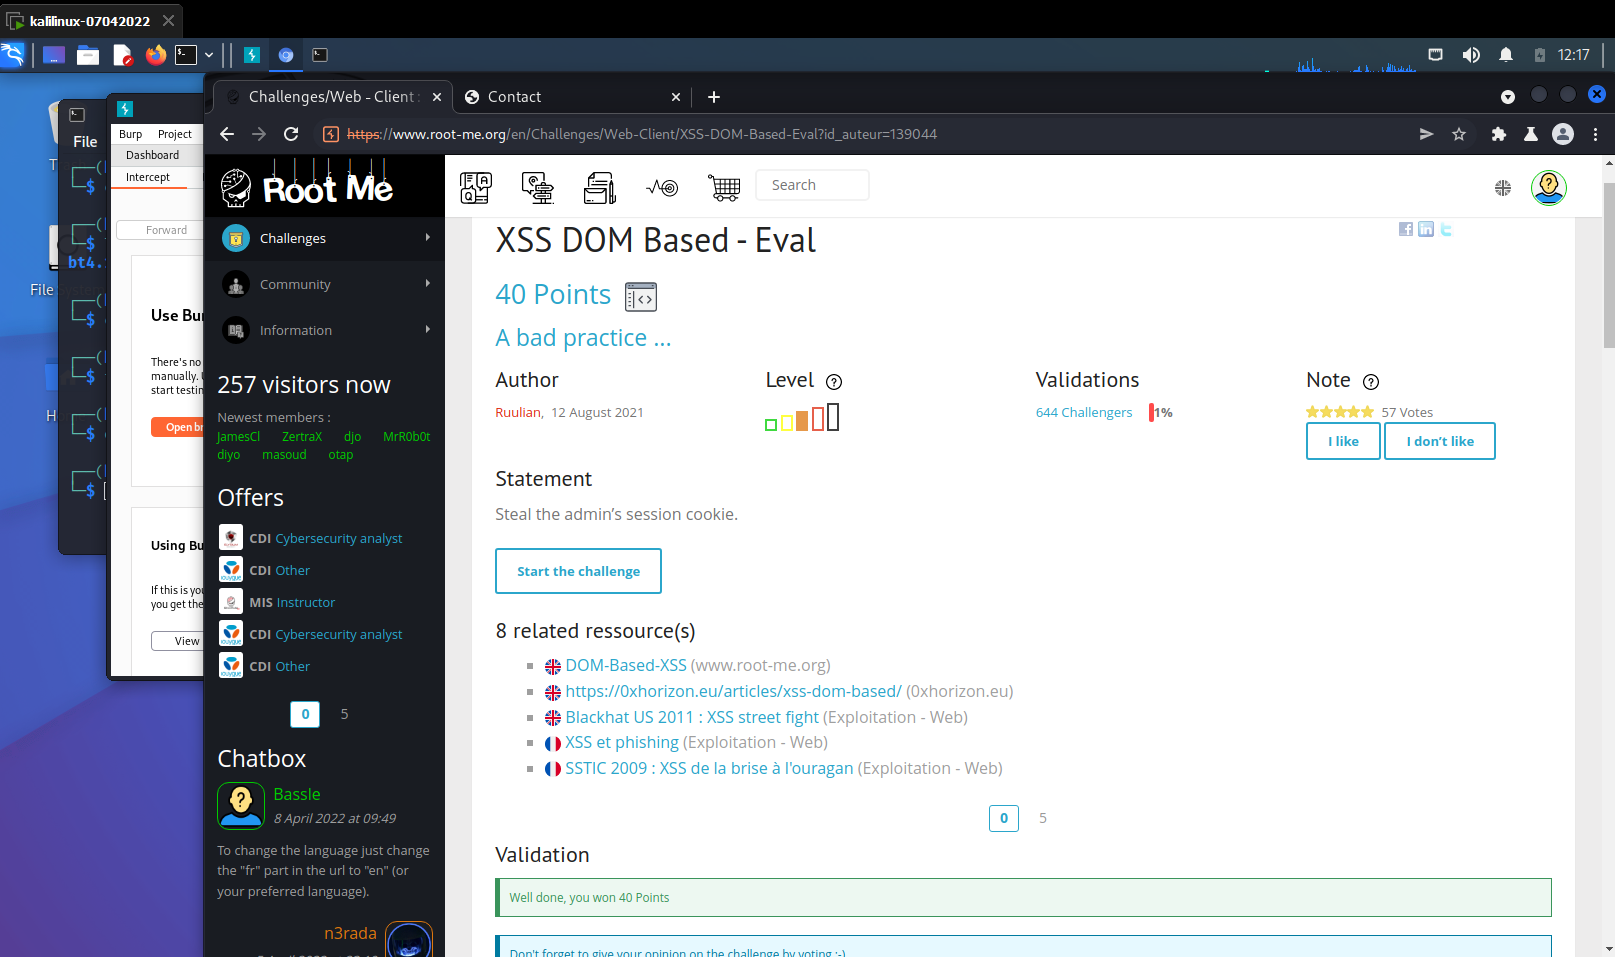 kalilinux-07042022
12:17
Challenges/Web - Client :
Contact
https://www.root-me.org/en/Challenges/Web-Client/XSS-DOM-Based-Eval?id_auteur=139044
File
bt4.
File System
Burp Project
Dashboard
Intercept
Forward
Use Bu
There's no
manually.
start testin
Open br
Using Bu
If this is you
you get the
View
Root Me
Search
Challenges
Community
Information
257 visitors now
Newest members :
JamesCl ZertraX djo MrR0b0t
diyo masoud otap
Offers
CDI Cybersecurity analyst
CDI Other
MIS Instructor
CDI Cybersecurity analyst
CDI Other
0 5
Chatbox
Bassle
8 April 2022 at 09:49
To change the language just change
the "fr" part in the url to "en" (or
your preferred language).
n3rada
XSS DOM Based - Eval
40 Points
A bad practice ...
Author
Ruulian, 12 August 2021
Level ?
Validations
644 Challengers 1%
Note ?
57 Votes
I like I don’t like
Statement
Steal the admin’s session cookie.
Start the challenge
8 related ressource(s)
DOM-Based-XSS (www.root-me.org)
https://0xhorizon.eu/articles/xss-dom-based/ (0xhorizon.eu)
Blackhat US 2011 : XSS street fight (Exploitation - Web)
XSS et phishing (Exploitation - Web)
SSTIC 2009 : XSS de la brise à l'ouragan (Exploitation - Web)
0 5
Validation
Well done, you won 40 Points
Don't forget to give your opinion on the challenge by voting ;-)